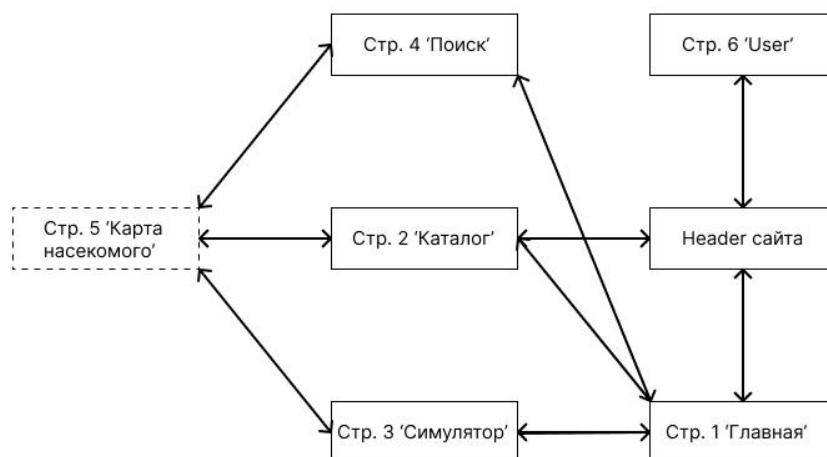 Стр. 4 ‘Поиск’
Стр. 6 ‘User’
Стр. 5 ‘Карта
насекомого’
Стр. 2 ‘Каталог’
Header сайта
Стр. 3 ‘Симулятор’
Стр. 1 ‘Главная’